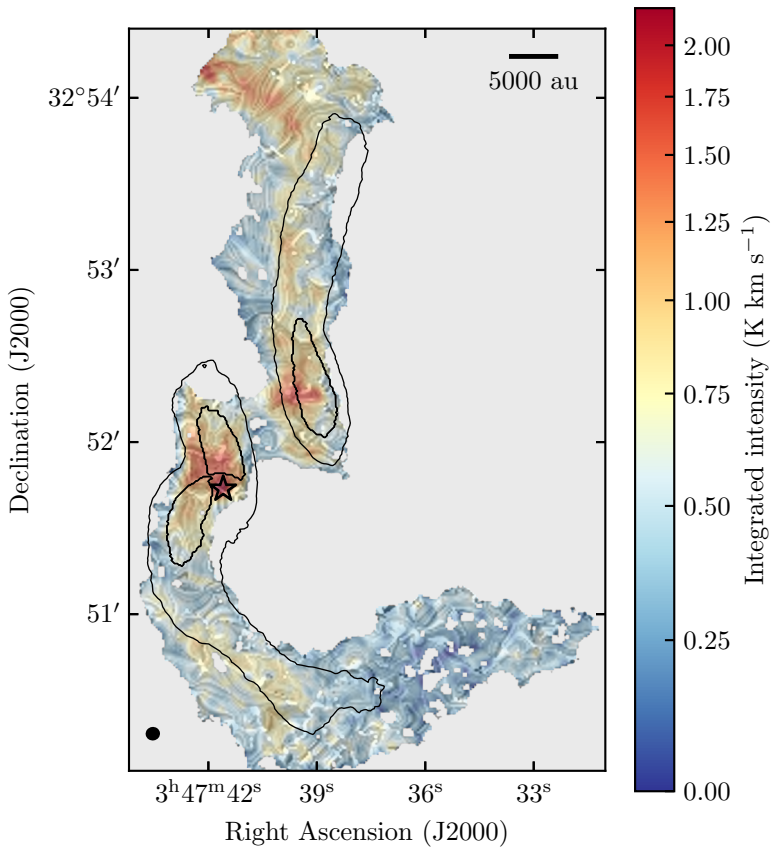 5000 au
32°54′
53′
52′
51′
3ʰ47ᵐ42ˢ 39ˢ 36ˢ 33ˢ
Right Ascension (J2000)
Declination (J2000)
2.00
1.75
1.50
1.25
1.00
0.75
0.50
0.25
0.00
Integrated intensity (K km s⁻¹)